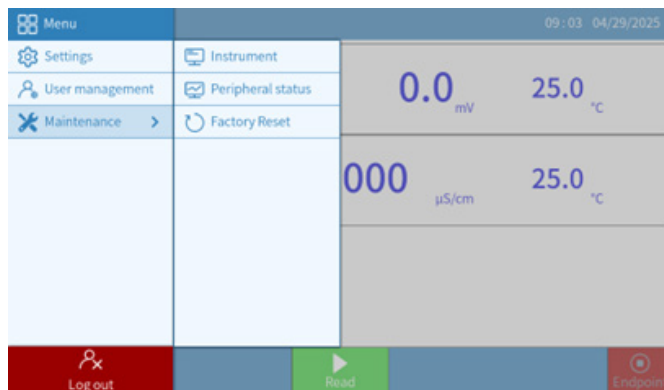 Menu
09:03 04/29/2025
Settings
Instrument
User management
Peripheral status
Maintenance >
Factory Reset
0.0 mV 25.0 °C
000 µS/cm 25.0 °C
Log out
Read
Endpoin